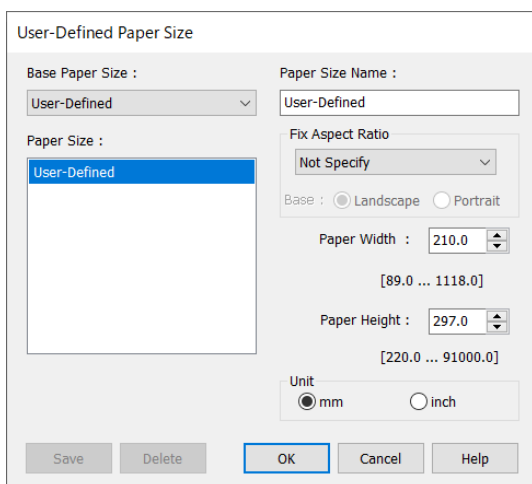 User-Defined Paper Size
Base Paper Size :
User-Defined
Paper Size :
User-Defined
Paper Size Name :
User-Defined
Fix Aspect Ratio
Not Specify
Base : Landscape Portrait
Paper Width : 210.0
[89.0 ... 1118.0]
Paper Height : 297.0
[220.0 ... 91000.0]
Unit
mm inch
Save Delete OK Cancel Help